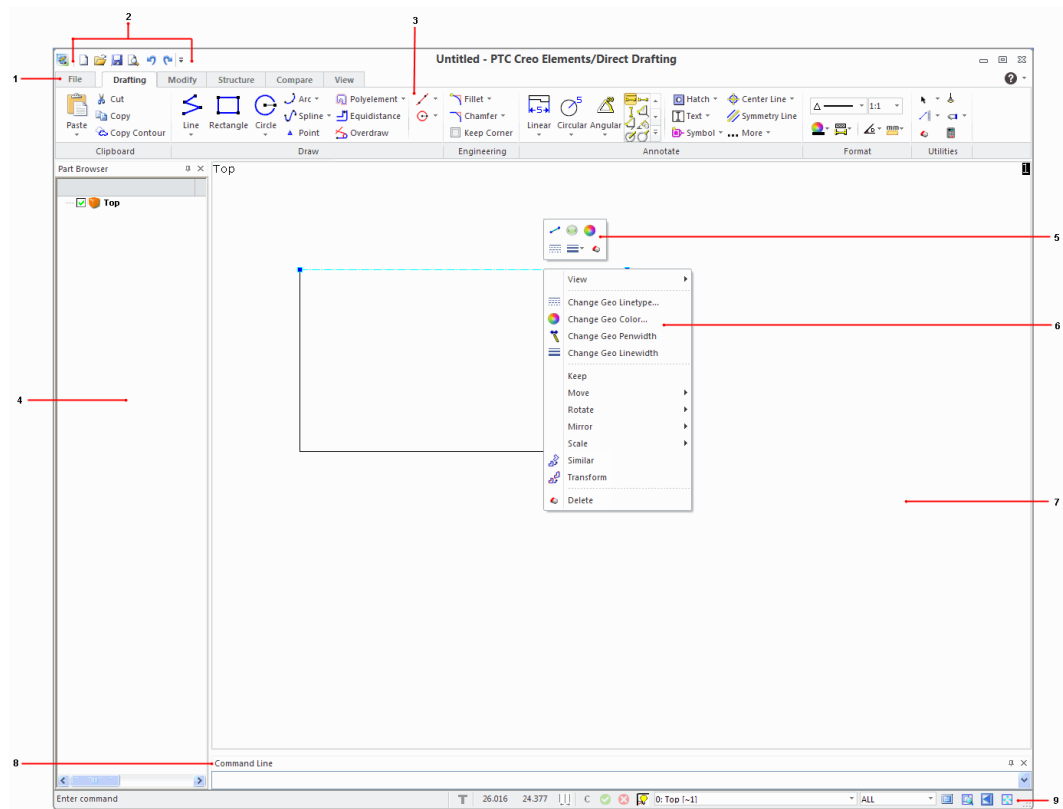 2
3
Untitled - PTC Creo Elements/Direct Drafting
1
File Drafting Modify Structure Compare View
Paste
Cut
Copy
Copy Contour
Clipboard
Line Rectangle Circle
Arc
Spline
Point
Polyelement
Equidistance
Overdraw
Draw
Fillet
Chamfer
Keep Corner
Engineering
Linear Circular Angular
Hatch
Text
Symbol
Center Line
Symmetry Line
More
Annotate
1:1
Format
Utilities
Part Browser
Top
Top
1
5
View
Change Geo Linetype...
Change Geo Color...
Change Geo Penwidth
Change Geo Linewidth
Keep
Move
Rotate
Mirror
Scale
Similar
Transform
Delete
6
4
7
8
Command Line
Enter command
T 26.016 24.377 C 0: Top [~1] ALL
9